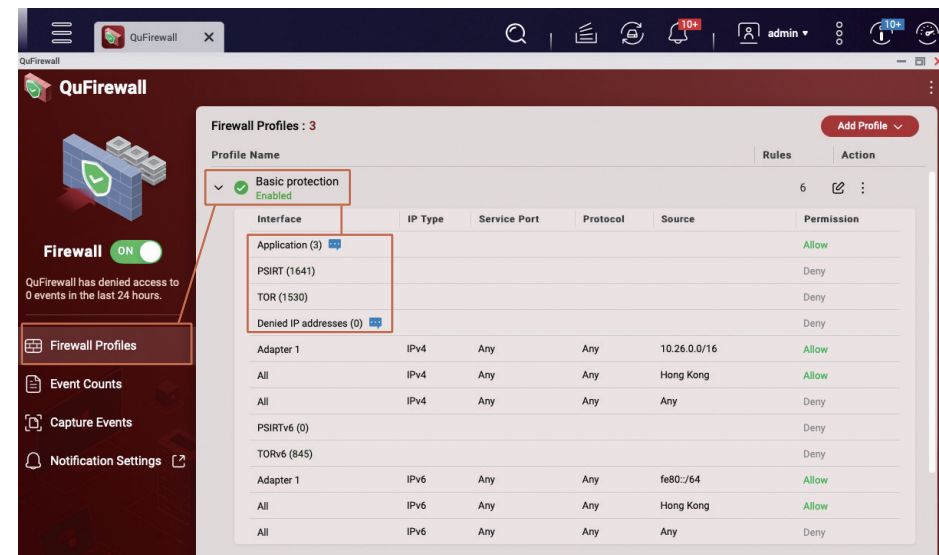 QuFirewall
10+
admin
10+
QuFirewall
QuFirewall
Firewall Profiles : 3
Add Profile
Profile Name Rules Action
Basic protection 6
Enabled
Interface IP Type Service Port Protocol Source Permission
Application (3) Allow
PSIRT (1641) Deny
TOR (1530) Deny
Denied IP addresses (0) Deny
Adapter 1 IPv4 Any Any 10.26.0.0/16 Allow
All IPv4 Any Any Hong Kong Allow
All IPv4 Any Any Any Deny
PSIRTv6 (0) Deny
TORv6 (845) Deny
Adapter 1 IPv6 Any Any fe80::/64 Allow
All IPv6 Any Any Hong Kong Allow
All IPv6 Any Any Any Deny
Firewall ON
QuFirewall has denied access to
0 events in the last 24 hours.
Firewall Profiles
Event Counts
Capture Events
Notification Settings